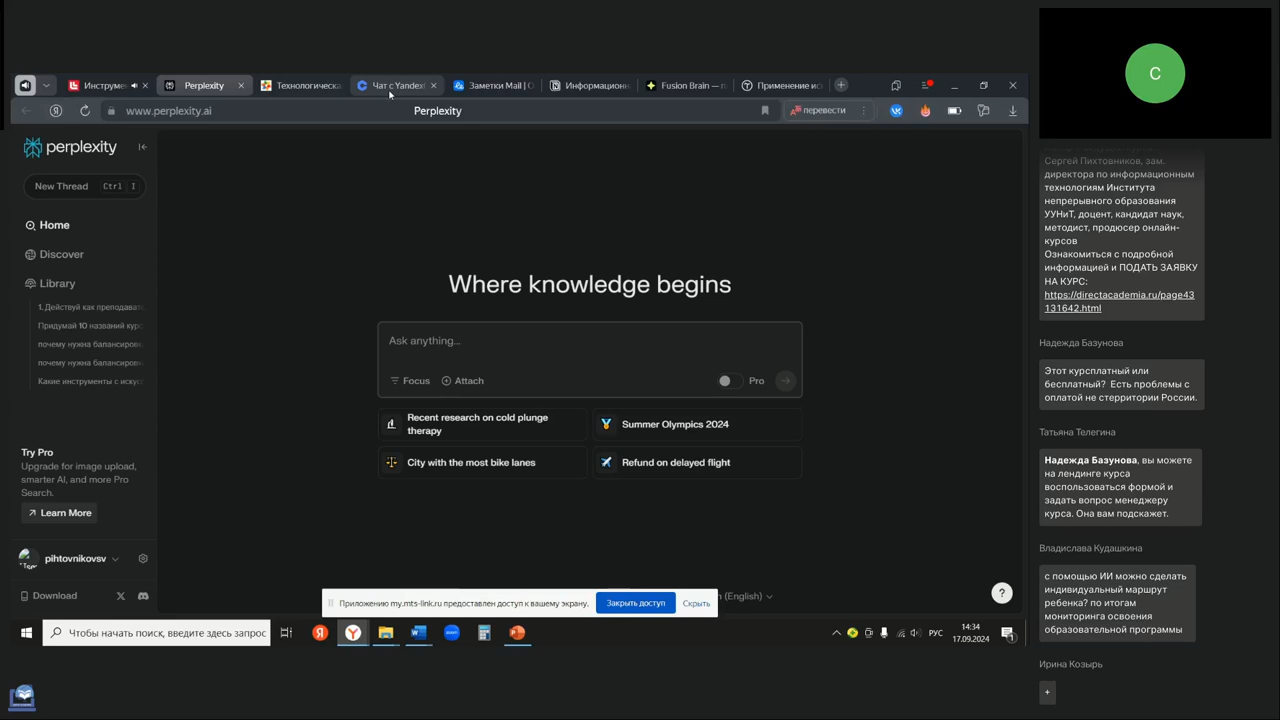 Инструмен
Perplexity
Технологическа
Чат с Yandex
Заметки Mail | О
Информационн
Fusion Brain — п
Применение ис
www.perplexity.ai
Perplexity
перевести
perplexity
New Thread
Ctrl
I
Home
Discover
Library
1. Действуй как преподават
Придумай 10 названий курс
почему нужна балансировк
почему нужна балансировк
Какие инструменты с искус
Try Pro
Upgrade for image upload,
smarter AI, and more Pro
Search.
Learn More
pihtovnikovsv
Download
Where knowledge begins
Ask anything...
Focus
Attach
Pro
Recent research on cold plunge
therapy
Summer Olympics 2024
City with the most bike lanes
Refund on delayed flight
(English)
?
Приложению my.mts-link.ru предоставлен доступ к вашему экрану.
Закрыть доступ
Скрыть
Чтобы начать поиск, введите здесь запрос
РУС
14:34
17.09.2024
С
Сергей Пихтовников, зам.
директора по информационным
технологиям Института
непрерывного образования
УУНиТ, доцент, кандидат наук,
методист, продюсер онлайн-
курсов
Ознакомиться с подробной
информацией и ПОДАТЬ ЗАЯВКУ
НА КУРС:
https://directacademia.ru/page43
131642.html
Надежда Базунова
Этот курсплатный или
бесплатный? Есть проблемы с
оплатой не стерритории России.
Татьяна Телегина
Надежда Базунова, вы можете
на лендинге курса
воспользоваться формой и
задать вопрос менеджеру
курса. Она вам подскажет.
Владислава Кудашкина
с помощью ИИ можно сделать
индивидуальный маршрут
ребенка? по итогам
мониторинга освоения
образовательной программы
Ирина Козырь
+